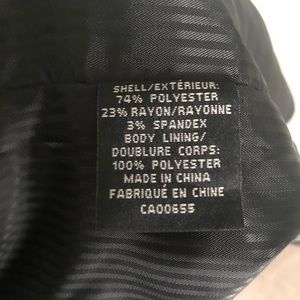 SHELL/EXTÉRIEUR:
74% POLYESTER
23% RAYON/RAYONNE
3% SPANDEX
BODY LINING/
DOUBLURE CORPS:
100% POLYESTER
MADE IN CHINA
FABRIQUÉ EN CHINE
CA00655